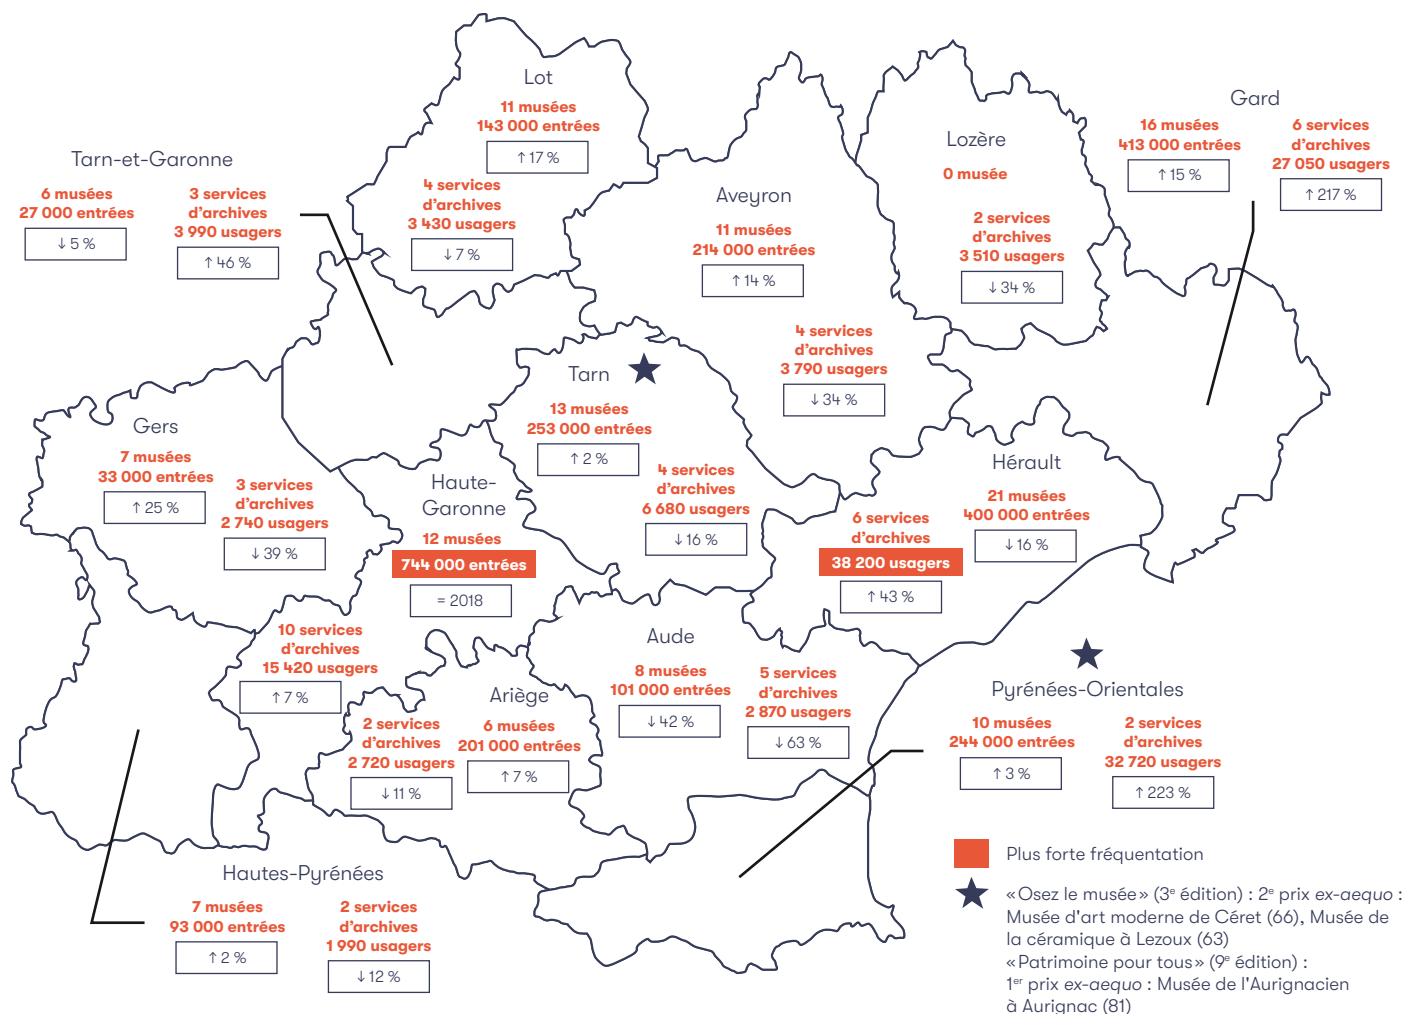 Lot
11 musées
143 000 entrées
↑ 17 %
4 services
d’archives
3 430 usagers
↓ 7 %
Tarn-et-Garonne
6 musées
27 000 entrées
↓ 5 %
3 services
d’archives
3 990 usagers
↑ 46 %
Aveyron
11 musées
214 000 entrées
↑ 14 %
4 services
d’archives
3 790 usagers
↓ 34 %
Lozère
0 musée
2 services
d’archives
3 510 usagers
↓ 34 %
Gard
16 musées
413 000 entrées
↑ 15 %
6 services
d’archives
27 050 usagers
↑ 217 %
Gers
7 musées
33 000 entrées
↑ 25 %
3 services
d’archives
2 740 usagers
↓ 39 %
Haute-
Garonne
12 musées
744 000 entrées
= 2018
10 services
d’archives
15 420 usagers
↑ 7 %
Tarn
13 musées
253 000 entrées
↑ 2 %
4 services
d’archives
6 680 usagers
↓ 16 %
Hérault
21 musées
400 000 entrées
↓ 16 %
6 services
d’archives
38 200 usagers
↑ 43 %
Ariège
2 services
d’archives
2 720 usagers
↓ 11 %
6 musées
201 000 entrées
↑ 7 %
Aude
8 musées
101 000 entrées
↓ 42 %
5 services
d’archives
2 870 usagers
↓ 63 %
Pyrénées-Orientales
10 musées
244 000 entrées
↑ 3 %
2 services
d’archives
32 720 usagers
↑ 223 %
Hautes-Pyrénées
7 musées
93 000 entrées
↑ 2 %
2 services
d’archives
1 990 usagers
↓ 12 %
Plus forte fréquentation
«Osez le musée» (3e édition) : 2e prix ex-aequo :
Musée d'art moderne de Céret (66), Musée de
la céramique à Lezoux (63)
«Patrimoine pour tous» (9e édition) :
1er prix ex-aequo : Musée de l'Aurignacien
à Aurignac (81)